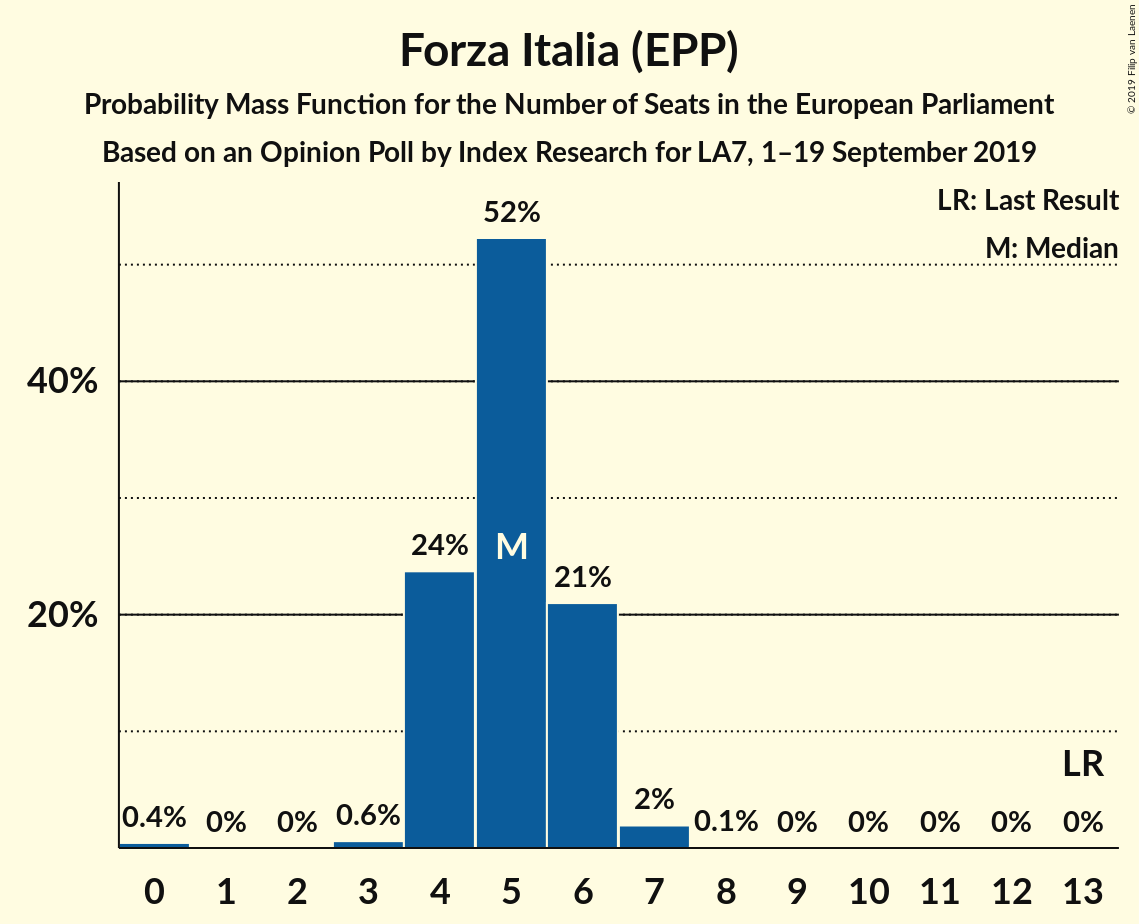 Forza Italia (EPP)
Probability Mass Function for the Number of Seats in the European Parliament
Based on an Opinion Poll by Index Research for LA7, 1–19 September 2019
© 2019 Filip van Laenen
LR: Last Result
M: Median
40%
20%
0.4%
0%
0%
0.6%
24%
52%
M
21%
2%
0.1%
0%
0%
0%
0%
LR
0%
0 1 2 3 4 5 6 7 8 9 10 11 12 13